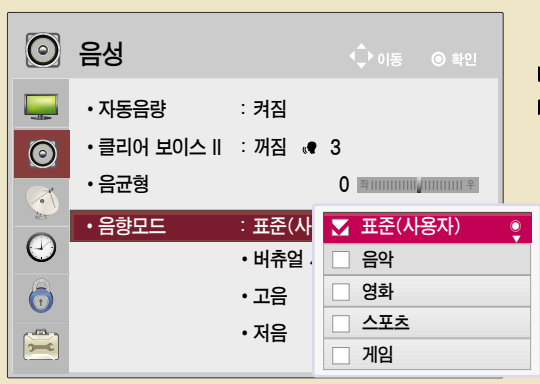 음성
이동 확인
• 자동음량 : 켜짐
• 클리어 보이스 II : 꺼짐 3
• 음균형 0 좌 우
• 음향모드 : 표준(사
• 버츄얼
• 고음
• 저음
표준(사용자)
음악
영화
스포츠
게임